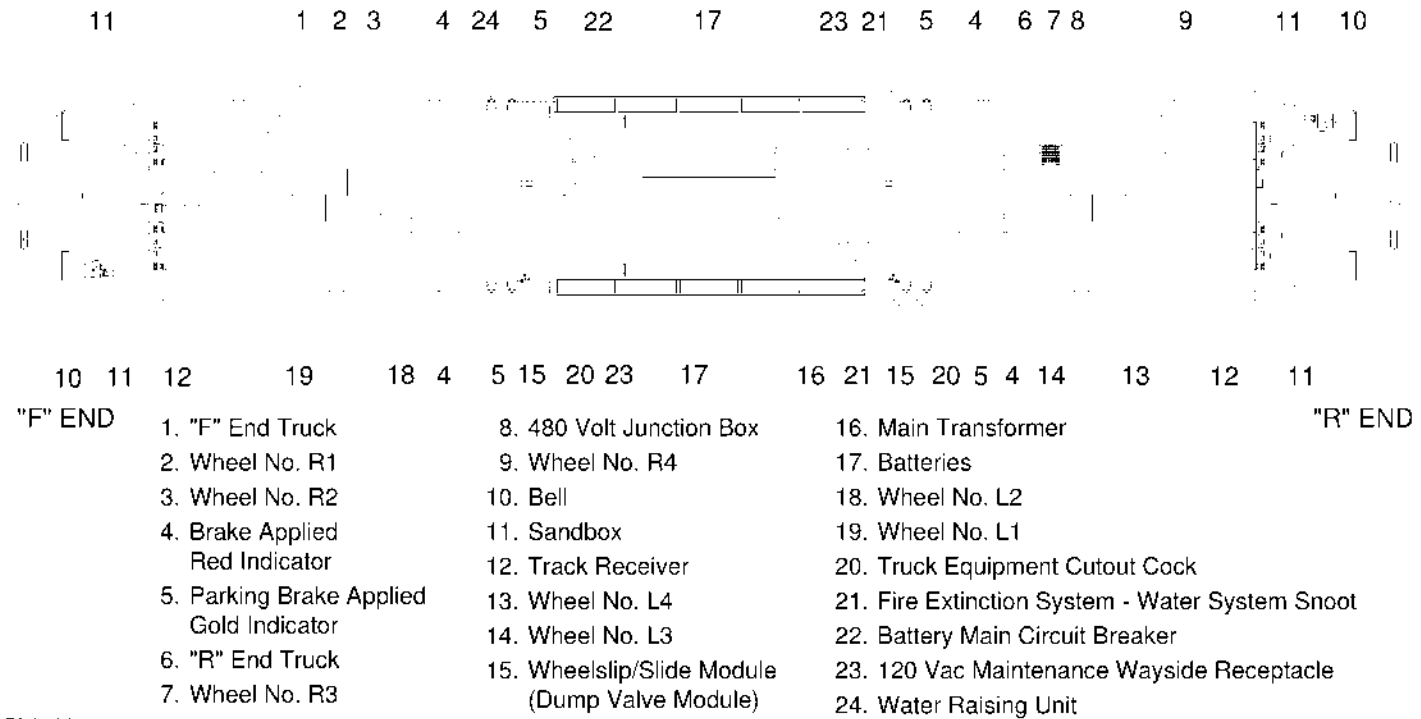 11 1 2 3 4 24 5 22 17 23 21 5 4 6 7 8 9 11 10
10 11 12 19 18 4 5 15 20 23 17 16 21 15 20 5 4 14 13 12 11
"F" END "R" END
1. "F" End Truck
2. Wheel No. R1
3. Wheel No. R2
4. Brake Applied
Red Indicator
5. Parking Brake Applied
Gold Indicator
6. "R" End Truck
7. Wheel No. R3
8. 480 Volt Junction Box
9. Wheel No. R4
10. Bell
11. Sandbox
12. Track Receiver
13. Wheel No. L4
14. Wheel No. L3
15. Wheelslip/Slide Module
(Dump Valve Module)
16. Main Transformer
17. Batteries
18. Wheel No. L2
19. Wheel No. L1
20. Truck Equipment Cutout Cock
21. Fire Extinction System - Water System Snoot
22. Battery Main Circuit Breaker
23. 120 Vac Maintenance Wayside Receptacle
24. Water Raising Unit